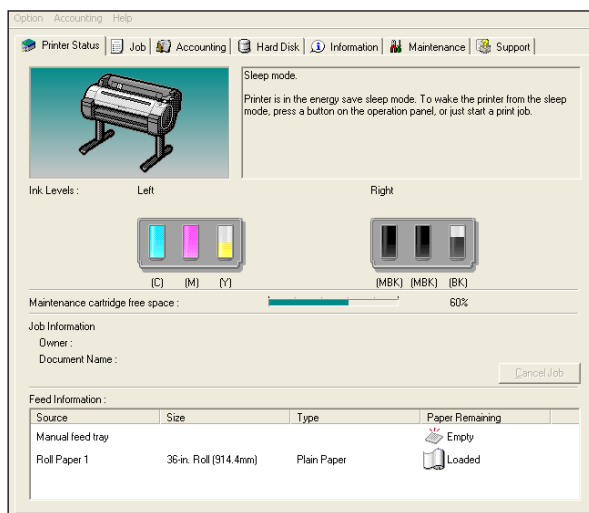 Option Accounting Help
Printer Status Job Accounting Hard Disk Information Maintenance Support
Sleep mode.
Printer is in the energy save sleep mode. To wake the printer from the sleep
mode, press a button on the operation panel, or just start a print job.
Ink Levels : Left Right
(C) (M) (Y) (MBK) (MBK) (BK)
Maintenance cartridge free space : 60%
Job Information
Owner :
Document Name :
Cancel Job
Feed Information :
Source Size Type Paper Remaining
Manual feed tray Empty
Roll Paper 1 36-in. Roll (914.4mm) Plain Paper Loaded